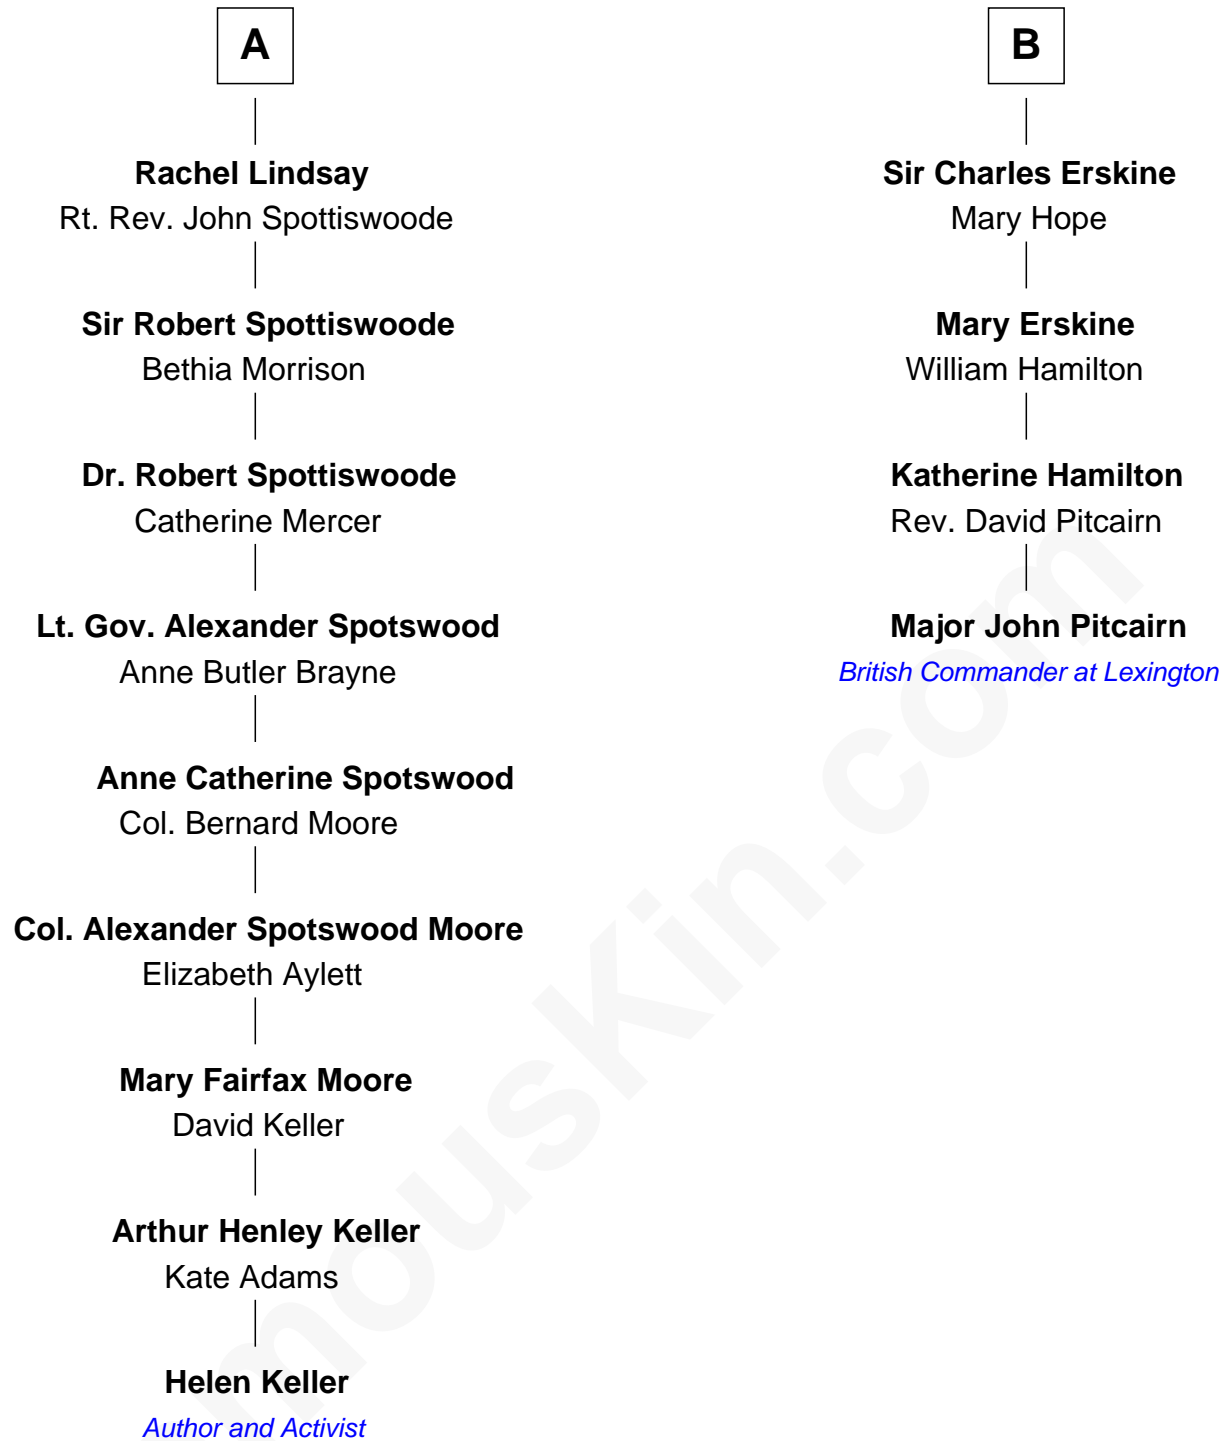 A
Rachel Lindsay
Rt. Rev. John Spottiswoode
Sir Robert Spottiswoode
Bethia Morrison
Dr. Robert Spottiswoode
Catherine Mercer
Lt. Gov. Alexander Spotswood
Anne Butler Brayne
Anne Catherine Spotswood
Col. Bernard Moore
Col. Alexander Spotswood Moore
Elizabeth Aylett
Mary Fairfax Moore
David Keller
Arthur Henley Keller
Kate Adams
Helen Keller
Author and Activist
B
Sir Charles Erskine
Mary Hope
Mary Erskine
William Hamilton
Katherine Hamilton
Rev. David Pitcairn
Major John Pitcairn
British Commander at Lexington
mousKin.com